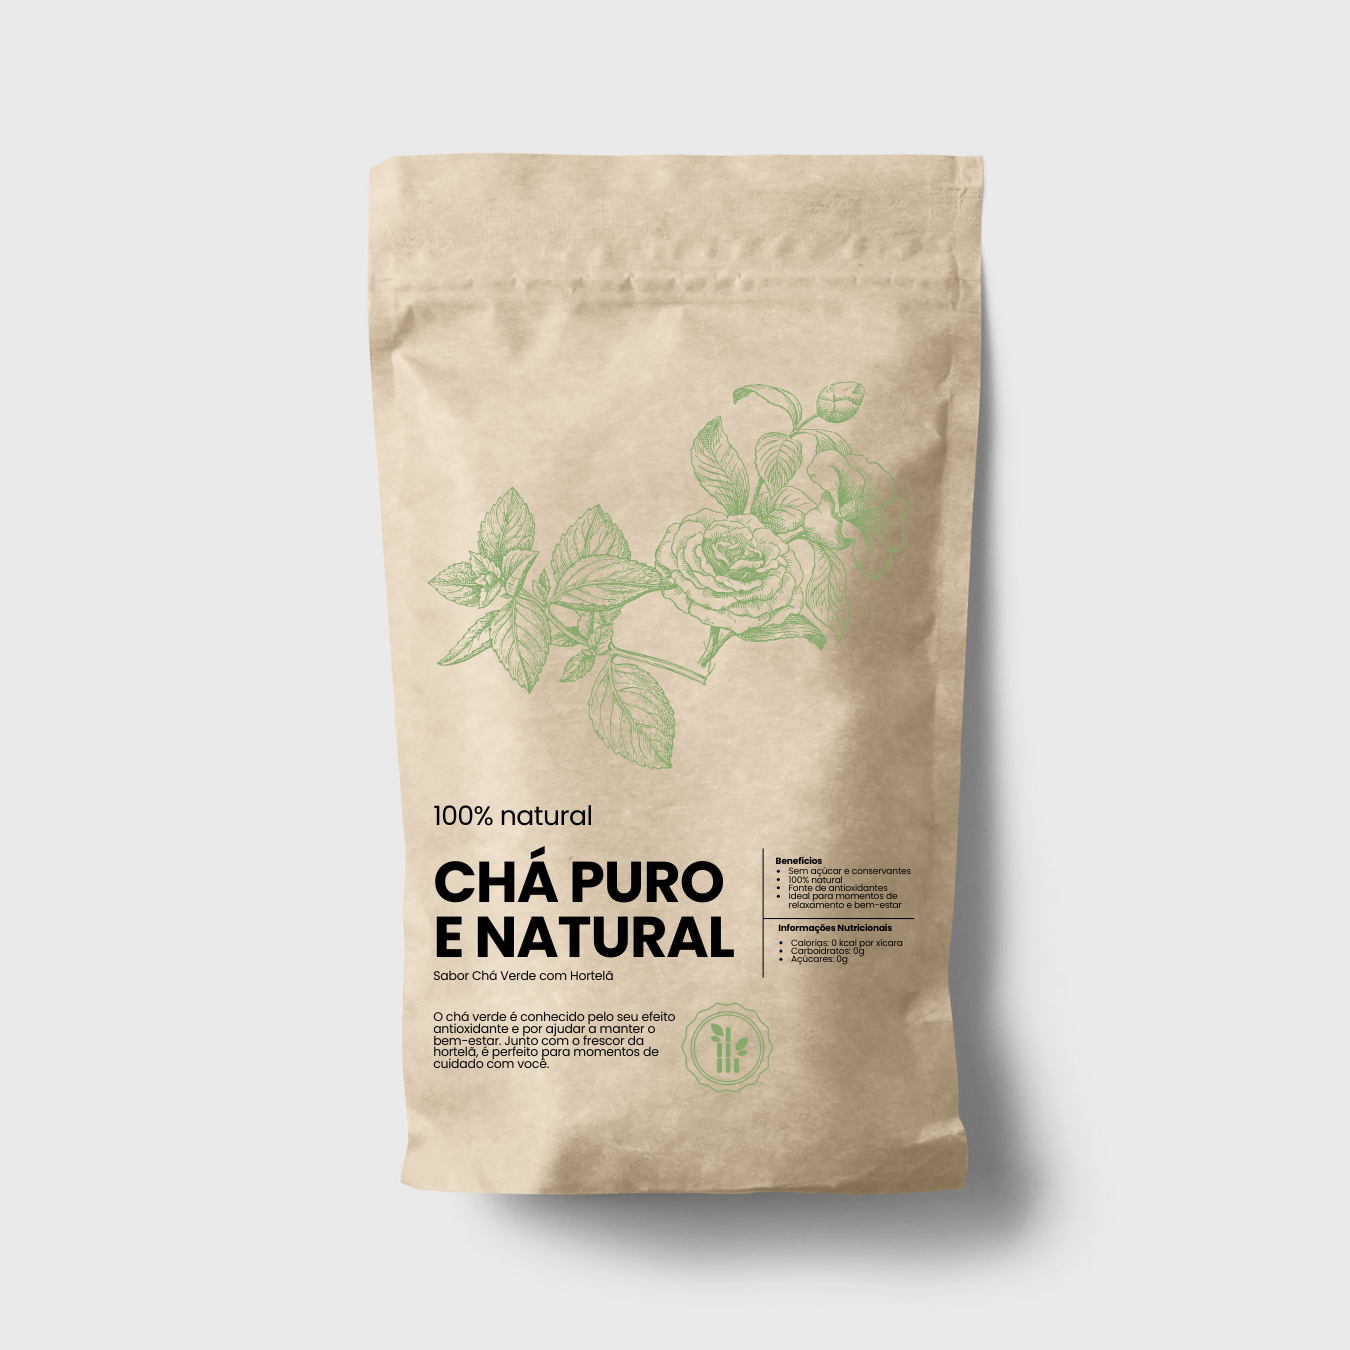 100% natural
CHÁ PURO
E NATURAL
Sabor Chá Verde com Hortelã
O chá verde é conhecido pelo seu efeito
antioxidante e por ajudar a manter o
bem-estar. Junto com o frescor da
hortelã, é perfeito para momentos de
cuidado com você.
Benefícios
• Sem açúcar e conservantes
• 100% natural
• Fonte de antioxidantes
• Ideal para momentos de
relaxamento e bem-estar
Informações Nutricionais
• Calorias: 0 kcal por xícara
• Carboidratos: 0g
• Açúcares: 0g